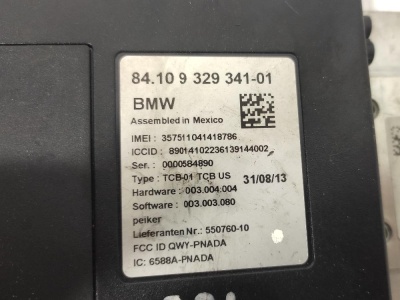 84.10 9 329 341-01
BMW
Assembled in Mexico
IMEI : 357511041418786
ICCID : 89014102236139144002
Ser. : 0000584890
Type : TCB-01 TCB US 31/08/13
Hardware : 003.004.004
Software : 003.003.080
peiker
Lieferanten Nr.: 550760-10
FCC ID QWY-PNADA
IC: 6588A-PNADA